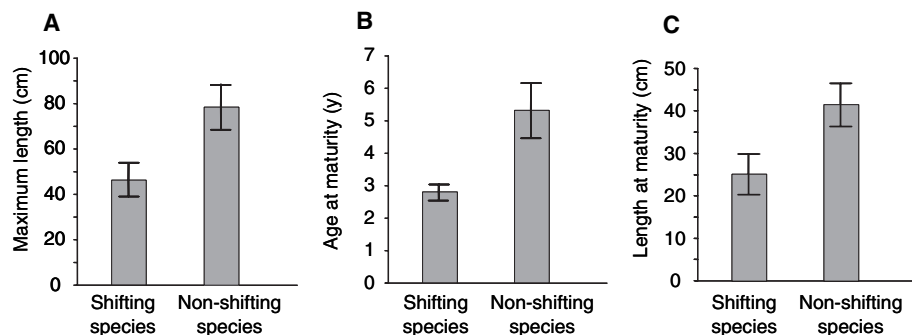 A
Maximum length (cm)
100
80
60
40
20
0
Shifting
species
Non-shifting
species
B
Age at maturity (y)
7
6
5
4
3
2
1
0
Shifting
species
Non-shifting
species
C
Length at maturity (cm)
50
40
30
20
10
0
Shifting
species
Non-shifting
species